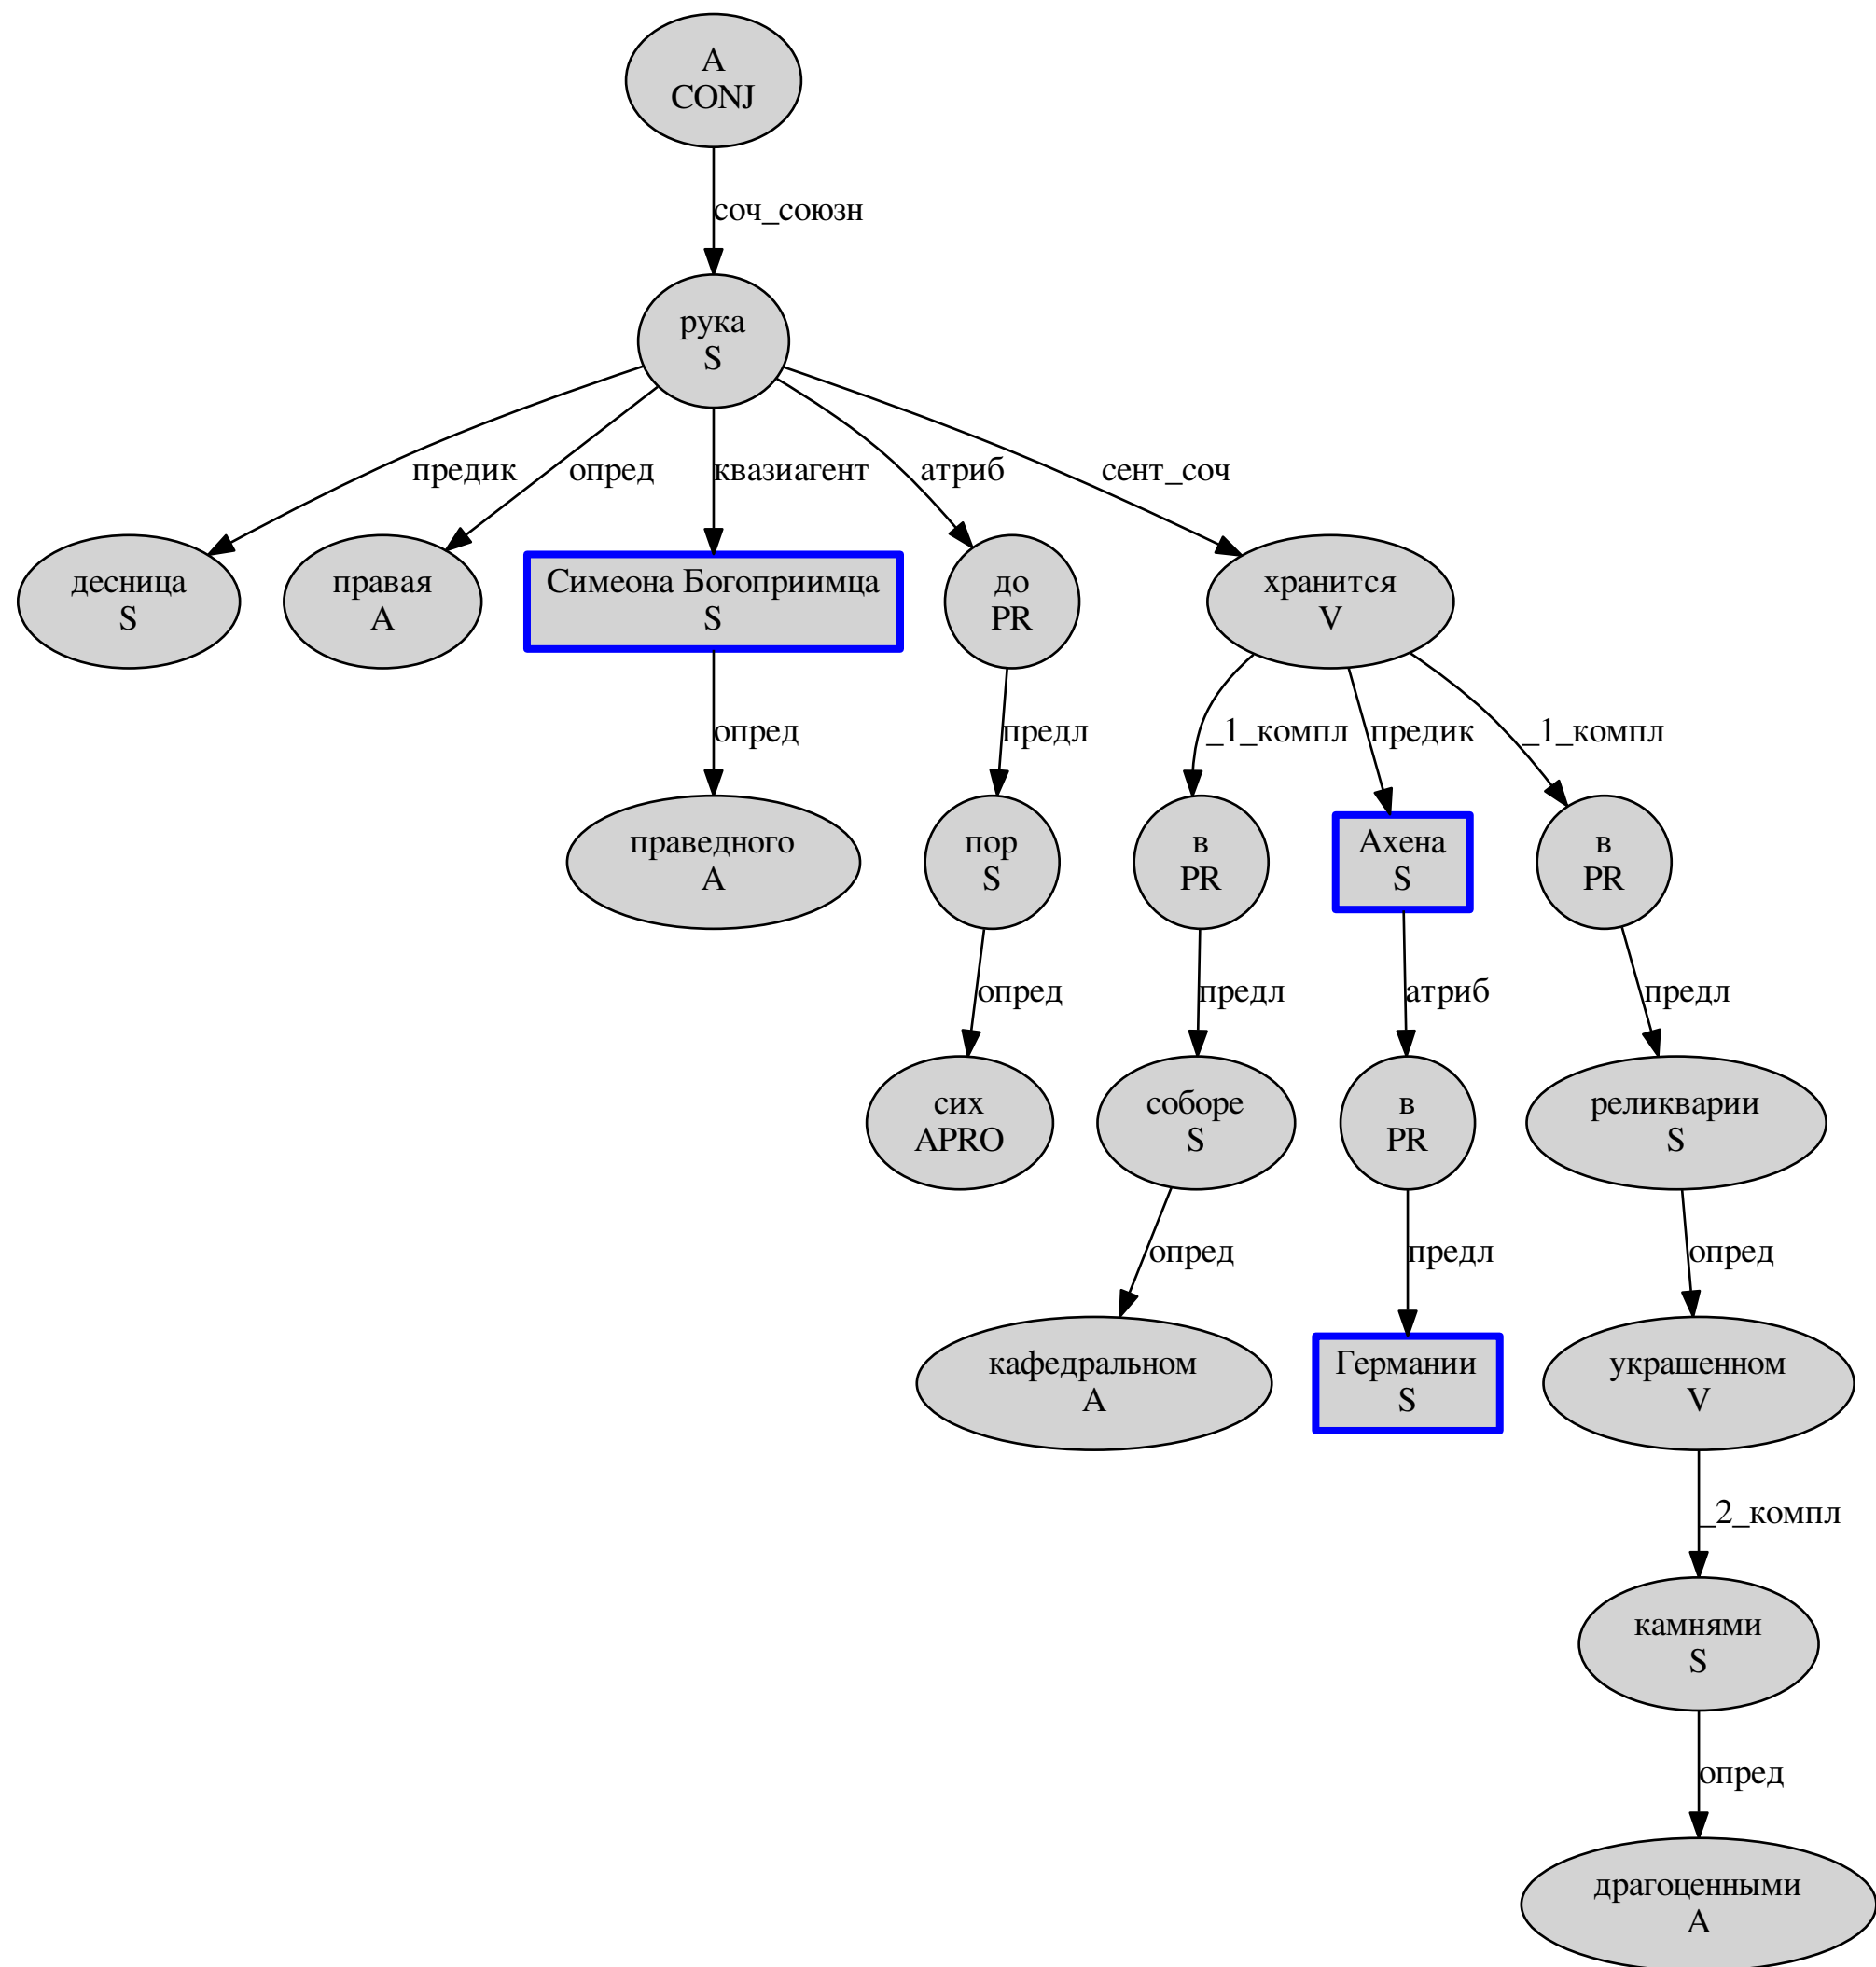 А
CONJ
соч_союзн
рука
S
предик
опред
квазиагент
атриб
сент_соч
десница
S
правая
A
Симеона Богоприимца
S
до
PR
хранится
V
опред
предл
_1_компл
предик
_1_компл
праведного
A
пор
S
в
PR
Ахена
S
в
PR
опред
предл
атриб
предл
сих
APRO
соборе
S
в
PR
реликварии
S
опред
предл
опред
кафедральном
A
Германии
S
украшенном
V
_2_компл
камнями
S
опред
драгоценными
A